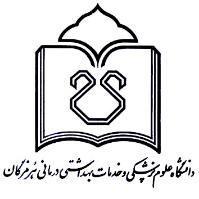 دانشگاه علوم پزشکی و خدمات بهداشتی درمانی هرمزگان